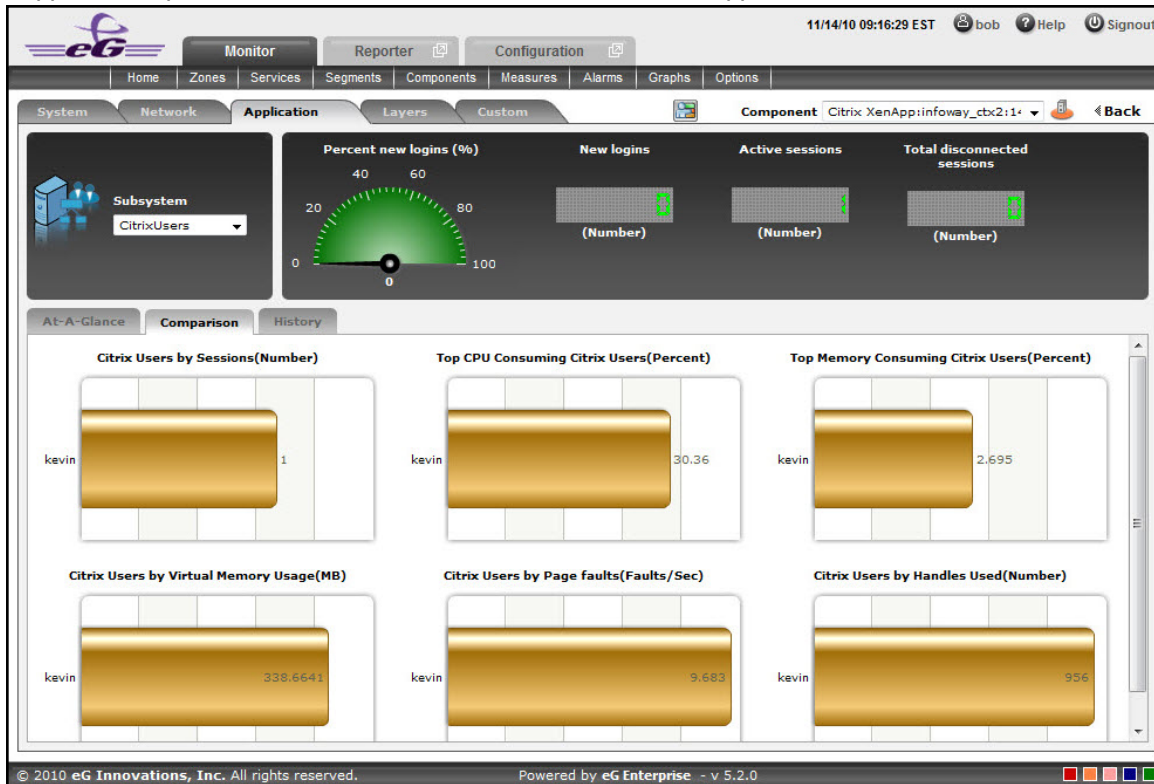 11/14/10 09:16:29 EST bob Help Signout
eG
Monitor Reporter Configuration
Home Zones Services Segments Components Measures Alarms Graphs Options
System Network Application Layers Custom Component Citrix XenApp:infoway_ctx2:14 Back
Percent new logins (%) New logins Active sessions Total disconnected
sessions
40 60
Subsystem
20 80
CitrixUsers
0 1 0
(Number) (Number) (Number)
0 100
0
At-A-Glance Comparison History
Citrix Users by Sessions(Number) Top CPU Consuming Citrix Users(Percent) Top Memory Consuming Citrix Users(Percent)
kevin 1 kevin 30.36 kevin 2.695
Citrix Users by Virtual Memory Usage(MB) Citrix Users by Page faults(Faults/Sec) Citrix Users by Handles Used(Number)
kevin 338.6641 kevin 9.683 kevin 956
© 2010 eG Innovations, Inc. All rights reserved. Powered by eG Enterprise - v 5.2.0